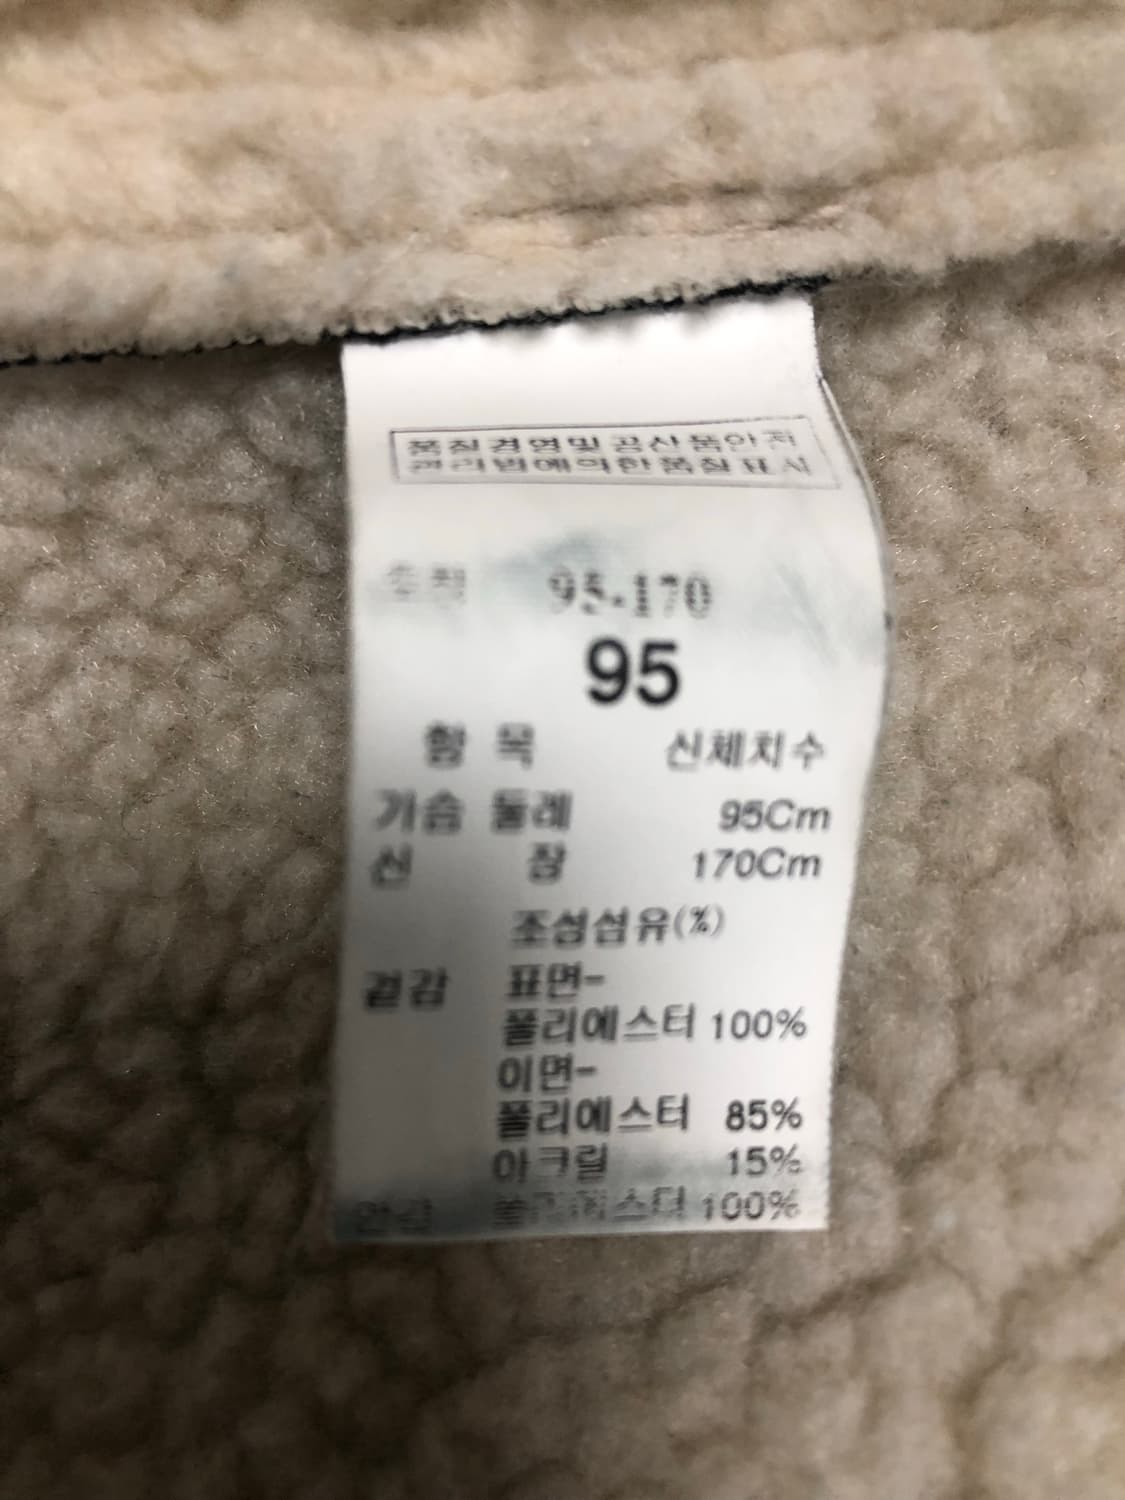 품질경영및공산품안전
관리법에의한품질표시
95-170
95
항 목 신체치수
가슴 둘레 95Cm
신 장 170Cm
조성섬유(%)
겉감 표면-
폴리에스터 100%
이면-
폴리에스터 85%
아크릴 15%
안감 폴리에스터 100%